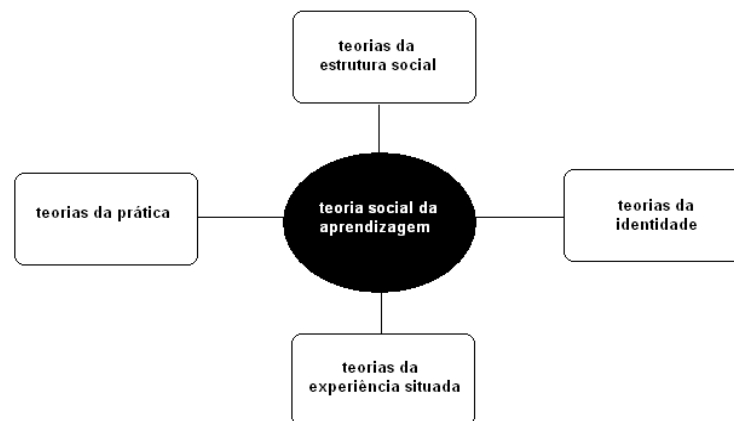 teorias da
estrutura social
teorias da prática
teoria social da
aprendizagem
teorias da
identidade
teorias da
experiência situada